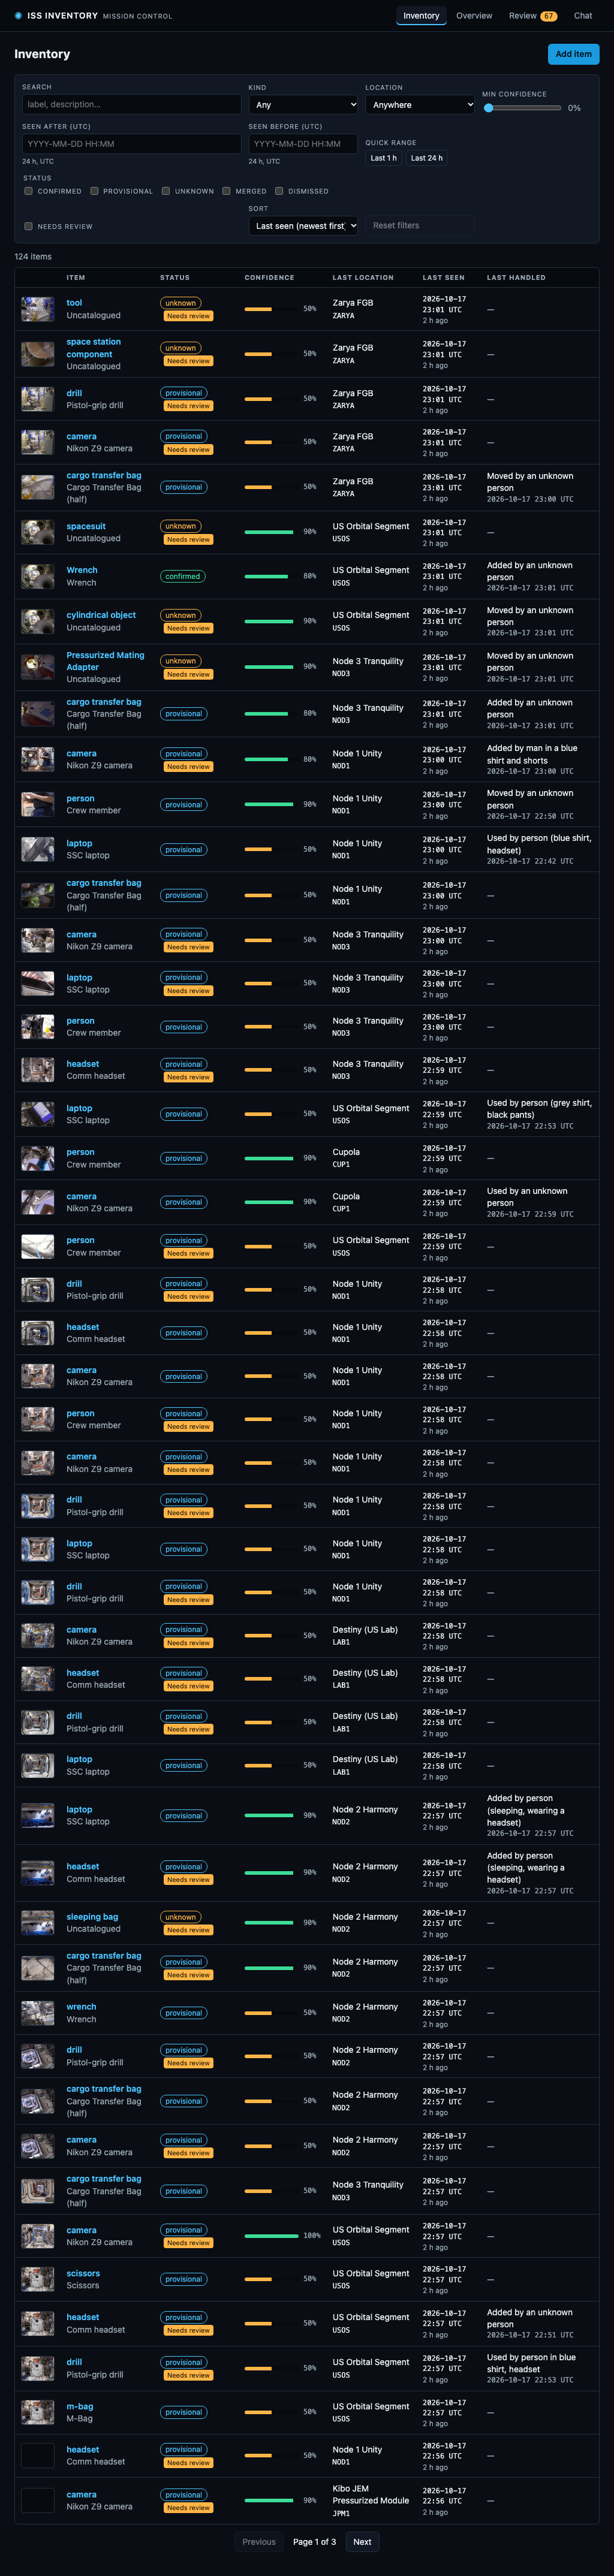 ISS INVENTORY MISSION CONTROL
Inventory Overview Review 67 Chat
Inventory
Add item
SEARCH KIND LOCATION MIN CONFIDENCE
label, description... Any Anywhere 0%
SEEN AFTER (UTC) SEEN BEFORE (UTC) QUICK RANGE
YYYY-MM-DD HH:MM YYYY-MM-DD HH:MM Last 1 h Last 24 h
24 h, UTC 24 h, UTC
STATUS
CONFIRMED PROVISIONAL UNKNOWN MERGED DISMISSED
SORT
NEEDS REVIEW Last seen (newest first) Reset filters
124 items
ITEM STATUS CONFIDENCE LAST LOCATION LAST SEEN LAST HANDLED
tool Uncatalogued unknown Needs review 50% Zarya FGB ZARYA 2026-10-17 23:01 UTC 2 h ago —
space station component Uncatalogued unknown Needs review 50% Zarya FGB ZARYA 2026-10-17 23:01 UTC 2 h ago —
drill Pistol-grip drill provisional Needs review 50% Zarya FGB ZARYA 2026-10-17 23:01 UTC 2 h ago —
camera Nikon Z9 camera provisional Needs review 50% Zarya FGB ZARYA 2026-10-17 23:01 UTC 2 h ago —
cargo transfer bag Cargo Transfer Bag (half) provisional 50% Zarya FGB ZARYA 2026-10-17 23:01 UTC 2 h ago Moved by an unknown person 2026-10-17 23:00 UTC
spacesuit Uncatalogued unknown Needs review 90% US Orbital Segment USOS 2026-10-17 23:01 UTC 2 h ago —
Wrench Wrench confirmed 80% US Orbital Segment USOS 2026-10-17 23:01 UTC 2 h ago Added by an unknown person 2026-10-17 23:01 UTC
cylindrical object Uncatalogued unknown Needs review 90% US Orbital Segment USOS 2026-10-17 23:01 UTC 2 h ago Moved by an unknown person 2026-10-17 23:01 UTC
Pressurized Mating Adapter Uncatalogued unknown Needs review 90% Node 3 Tranquility NOD3 2026-10-17 23:01 UTC 2 h ago Moved by an unknown person 2026-10-17 23:01 UTC
cargo transfer bag Cargo Transfer Bag (half) provisional 80% Node 3 Tranquility NOD3 2026-10-17 23:01 UTC 2 h ago Added by an unknown person 2026-10-17 23:01 UTC
camera Nikon Z9 camera provisional Needs review 80% Node 1 Unity NOD1 2026-10-17 23:00 UTC 2 h ago Added by man in a blue shirt and shorts 2026-10-17 23:00 UTC
person Crew member provisional 90% Node 1 Unity NOD1 2026-10-17 23:00 UTC 2 h ago Moved by an unknown person 2026-10-17 22:50 UTC
laptop SSC laptop provisional 50% Node 1 Unity NOD1 2026-10-17 23:00 UTC 2 h ago Used by person (blue shirt, headset) 2026-10-17 22:42 UTC
cargo transfer bag Cargo Transfer Bag (half) provisional 50% Node 1 Unity NOD1 2026-10-17 23:00 UTC 2 h ago —
camera Nikon Z9 camera provisional Needs review 50% Node 3 Tranquility NOD3 2026-10-17 23:00 UTC 2 h ago —
laptop SSC laptop provisional Needs review 50% Node 3 Tranquility NOD3 2026-10-17 23:00 UTC 2 h ago —
person Crew member provisional 50% Node 3 Tranquility NOD3 2026-10-17 23:00 UTC 2 h ago —
headset Comm headset provisional Needs review 50% Node 3 Tranquility NOD3 2026-10-17 22:59 UTC 2 h ago —
laptop SSC laptop provisional 50% US Orbital Segment USOS 2026-10-17 22:59 UTC 2 h ago Used by person (grey shirt, black pants) 2026-10-17 22:53 UTC
person Crew member provisional 90% Cupola CUP1 2026-10-17 22:59 UTC 2 h ago —
camera Nikon Z9 camera provisional 90% Cupola CUP1 2026-10-17 22:59 UTC 2 h ago Used by an unknown person 2026-10-17 22:59 UTC
person Crew member provisional Needs review 50% US Orbital Segment USOS 2026-10-17 22:59 UTC 2 h ago —
drill Pistol-grip drill provisional Needs review 50% Node 1 Unity NOD1 2026-10-17 22:58 UTC 2 h ago —
headset Comm headset provisional 50% Node 1 Unity NOD1 2026-10-17 22:58 UTC 2 h ago —
camera Nikon Z9 camera provisional 50% Node 1 Unity NOD1 2026-10-17 22:58 UTC 2 h ago —
person Crew member provisional Needs review 50% Node 1 Unity NOD1 2026-10-17 22:58 UTC 2 h ago —
camera Nikon Z9 camera provisional Needs review 50% Node 1 Unity NOD1 2026-10-17 22:58 UTC 2 h ago —
drill Pistol-grip drill provisional Needs review 50% Node 1 Unity NOD1 2026-10-17 22:58 UTC 2 h ago —
laptop SSC laptop provisional 50% Node 1 Unity NOD1 2026-10-17 22:58 UTC 2 h ago —
drill Pistol-grip drill provisional Needs review 50% Node 1 Unity NOD1 2026-10-17 22:58 UTC 2 h ago —
camera Nikon Z9 camera provisional Needs review 50% Destiny (US Lab) LAB1 2026-10-17 22:58 UTC 2 h ago —
headset Comm headset provisional Needs review 50% Destiny (US Lab) LAB1 2026-10-17 22:58 UTC 2 h ago —
drill Pistol-grip drill provisional Needs review 50% Destiny (US Lab) LAB1 2026-10-17 22:58 UTC 2 h ago —
laptop SSC laptop provisional 50% Destiny (US Lab) LAB1 2026-10-17 22:58 UTC 2 h ago —
laptop SSC laptop provisional 90% Node 2 Harmony NOD2 2026-10-17 22:57 UTC 2 h ago Added by person (sleeping, wearing a headset) 2026-10-17 22:57 UTC
headset Comm headset provisional Needs review 90% Node 2 Harmony NOD2 2026-10-17 22:57 UTC 2 h ago Added by person (sleeping, wearing a headset) 2026-10-17 22:57 UTC
sleeping bag Uncatalogued unknown Needs review 90% Node 2 Harmony NOD2 2026-10-17 22:57 UTC 2 h ago —
cargo transfer bag Cargo Transfer Bag (half) provisional Needs review 90% Node 2 Harmony NOD2 2026-10-17 22:57 UTC 2 h ago —
wrench Wrench provisional 50% Node 2 Harmony NOD2 2026-10-17 22:57 UTC 2 h ago —
drill Pistol-grip drill provisional Needs review 50% Node 2 Harmony NOD2 2026-10-17 22:57 UTC 2 h ago —
cargo transfer bag Cargo Transfer Bag (half) provisional 50% Node 2 Harmony NOD2 2026-10-17 22:57 UTC 2 h ago —
camera Nikon Z9 camera provisional Needs review 50% Node 2 Harmony NOD2 2026-10-17 22:57 UTC 2 h ago —
cargo transfer bag Cargo Transfer Bag (half) provisional 50% Node 3 Tranquility NOD3 2026-10-17 22:57 UTC 2 h ago —
camera Nikon Z9 camera provisional Needs review 100% US Orbital Segment USOS 2026-10-17 22:57 UTC 2 h ago —
scissors Scissors provisional 50% US Orbital Segment USOS 2026-10-17 22:57 UTC 2 h ago —
headset Comm headset provisional Needs review 50% US Orbital Segment USOS 2026-10-17 22:57 UTC 2 h ago Added by an unknown person 2026-10-17 22:51 UTC
drill Pistol-grip drill provisional Needs review 50% US Orbital Segment USOS 2026-10-17 22:57 UTC 2 h ago Used by person in blue shirt, headset 2026-10-17 22:53 UTC
m-bag M-Bag provisional 50% US Orbital Segment USOS 2026-10-17 22:57 UTC 2 h ago —
headset Comm headset provisional Needs review 50% Node 1 Unity NOD1 2026-10-17 22:56 UTC 2 h ago —
camera Nikon Z9 camera provisional Needs review 90% Kibo JEM Pressurized Module JPM1 2026-10-17 22:56 UTC 2 h ago —
Previous Page 1 of 3 Next